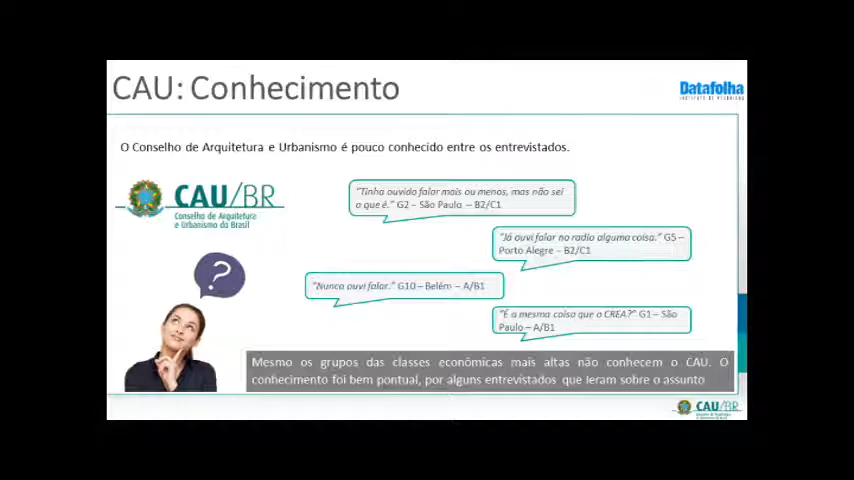 CAU: Conhecimento
Datafolha
INSTITUTO DE PESQUISAS
O Conselho de Arquitetura e Urbanismo é pouco conhecido entre os entrevistados.
CAU/BR
Conselho de Arquitetura
e Urbanismo do Brasil
"Tinha ouvido falar mais ou menos, mas não sei
o que é." G2 – São Paulo – B2/C1
"Já ouvi falar no radio alguma coisa." G5 –
Porto Alegre – B2/C1
"Nunca ouvi falar." G10 – Belém – A/B1
"É a mesma coisa que o CREA?" G1 – São
Paulo – A/B1
?
Mesmo os grupos das classes econômicas mais altas não conhecem o CAU. O
conhecimento foi bem pontual, por alguns entrevistados que leram sobre o assunto
CAU/BR